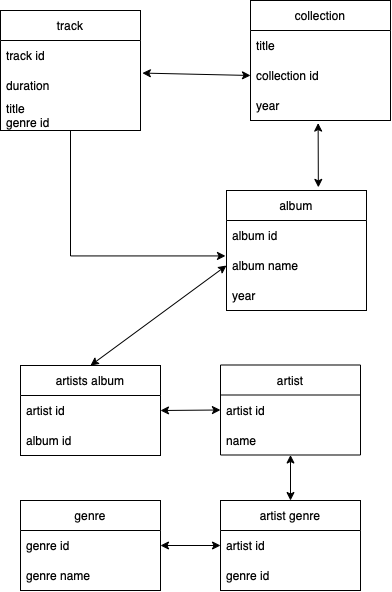 track
track id
duration
title
genre id
collection
title
collection id
year
album
album id
album name
year
artists album
artist id
album id
artist
artist id
name
genre
genre id
genre name
artist genre
artist id
genre id